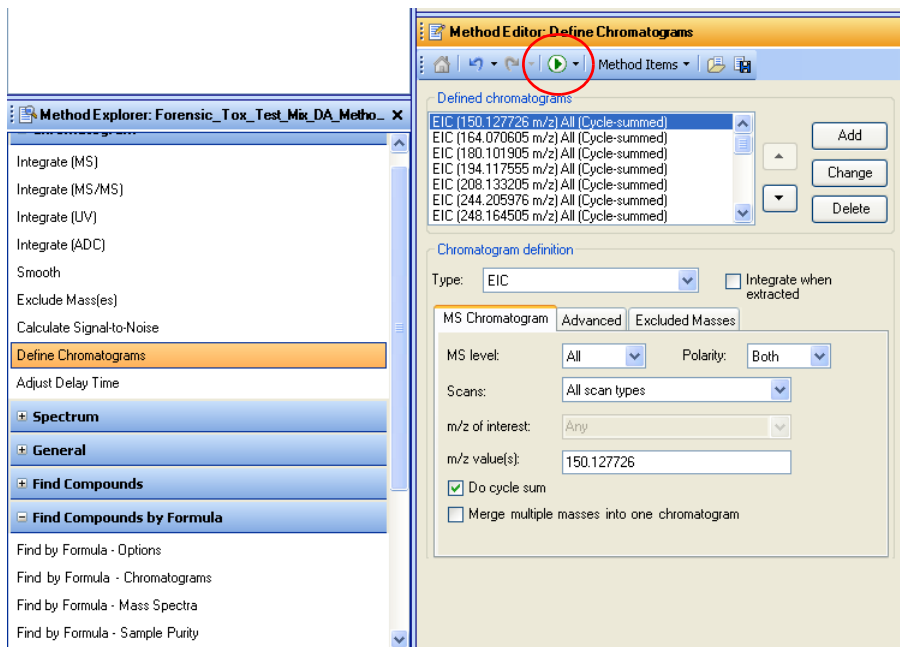 Method Explorer: Forensic_Tox_Test_Mix_DA_Metho...
Integrate (MS)
Integrate (MS/MS)
Integrate (UV)
Integrate (ADC)
Smooth
Exclude Mass(es)
Calculate Signal-to-Noise
Define Chromatograms
Adjust Delay Time
Spectrum
General
Find Compounds
Find Compounds by Formula
Find by Formula - Options
Find by Formula - Chromatograms
Find by Formula - Mass Spectra
Find by Formula - Sample Purity
Method Editor: Define Chromatograms
Method Items
Defined chromatograms
EIC (150.127726 m/z) All (Cycle-summed)
EIC (164.070605 m/z) All (Cycle-summed)
EIC (180.101905 m/z) All (Cycle-summed)
EIC (194.117555 m/z) All (Cycle-summed)
EIC (208.133205 m/z) All (Cycle-summed)
EIC (244.205976 m/z) All (Cycle-summed)
EIC (248.164505 m/z) All (Cycle-summed)
Add
Change
Delete
Chromatogram definition
Type: EIC
Integrate when
extracted
MS Chromatogram Advanced Excluded Masses
MS level: All Polarity: Both
Scans: All scan types
m/z of interest: Any
m/z value(s): 150.127726
Do cycle sum
Merge multiple masses into one chromatogram